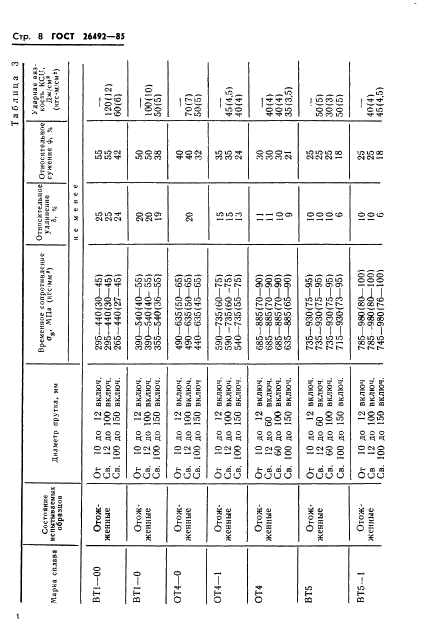 Стр. 8 ГОСТ 26492—85
Таблица 3
Марка сплава | Состояние испытываемых образцов | Диаметр прутка, мм | Временное сопротивление σв, МПа (кгс/мм²) | Относительное удлинение δ, % | Относительное сужение ψ, % | Ударная вязкость KCU, Дж/см² (кгс·м/см²)
не менее
ВТ1—00 | Отожженные | От 10 до 12 включ. | 295—440(30—45) | 25 | 55 | —
Св. 12 до 100 включ. | 295—440(30—45) | 25 | 55 | 120(12)
Св. 100 до 150 включ. | 265—440(27—45) | 24 | 42 | 60(6)
ВТ1—0 | Отожженные | От 10 до 12 включ. | 390—540(40—55) | 20 | 50 | —
Св. 12 до 100 включ. | 390—540(40—55) | 20 | 50 | 100(10)
Св. 100 до 150 включ. | 355—540(36—55) | 19 | 38 | 50(5)
ОТ4—0 | Отожженные | От 10 до 12 включ. | 490—635(50—65) | 20 | 40 | —
Св. 12 до 100 включ. | 490—635(50—65) | 40 | 70(7)
Св. 100 до 150 включ. | 440—635(45—65) | 32 | 50(5)
ОТ4—1 | Отожженные | От 10 до 12 включ. | 590—735(60—75) | 15 | 35 | —
Св. 12 до 100 включ. | 590—735(60—75) | 15 | 35 | 45(4,5)
Св. 100 до 150 включ. | 540—735(55—75) | 13 | 24 | 40(4)
ОТ4 | Отожженные | От 10 до 12 включ. | 685—885(70—90) | 11 | 30 | —
Св. 12 до 60 включ. | 685—885(70—90) | 11 | 30 | 40(4)
Св. 60 до 100 включ. | 685—885(70—90) | 10 | 30 | 40(4)
Св. 100 до 150 включ. | 635—885(65—90) | 9 | 21 | 35(3,5)
ВТ5 | Отожженные | От 10 до 12 включ. | 735—930(75—95) | 10 | 25 | —
Св. 12 до 60 включ. | 735—930(75—95) | 10 | 25 | 50(5)
Св. 60 до 100 включ. | 735—930(75—95) | 10 | 25 | 30(3)
Св. 100 до 150 включ. | 715—930(73—95) | 6 | 18 | 50(5)
ВТ5—1 | Отожженные | От 10 до 12 включ. | 785—980(80—100) | 10 | 25 | —
Св. 12 до 100 включ. | 785—980(80—100) | 10 | 25 | 40(4)
Св. 100 до 150 включ. | 745—980(76—100) | 6 | 18 | 45(4,5)